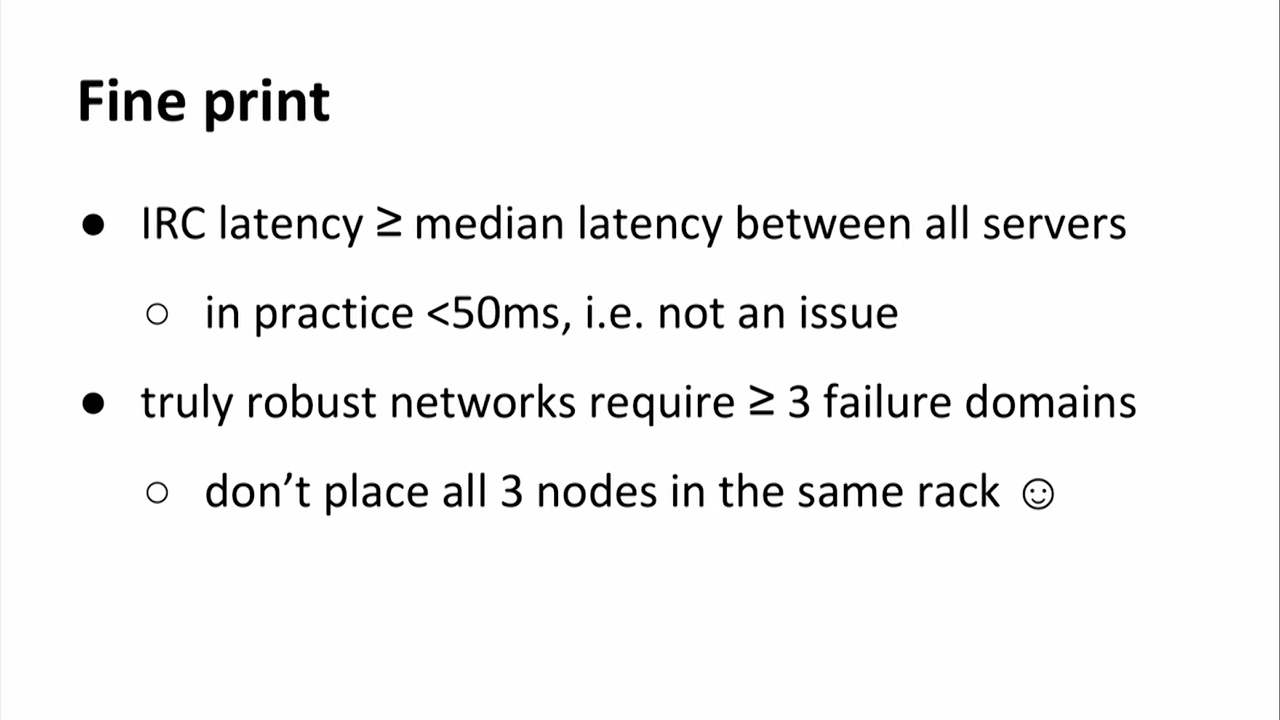 Fine print
● IRC latency ≥ median latency between all servers
○ in practice <50ms, i.e. not an issue
● truly robust networks require ≥ 3 failure domains
○ don’t place all 3 nodes in the same rack ☺